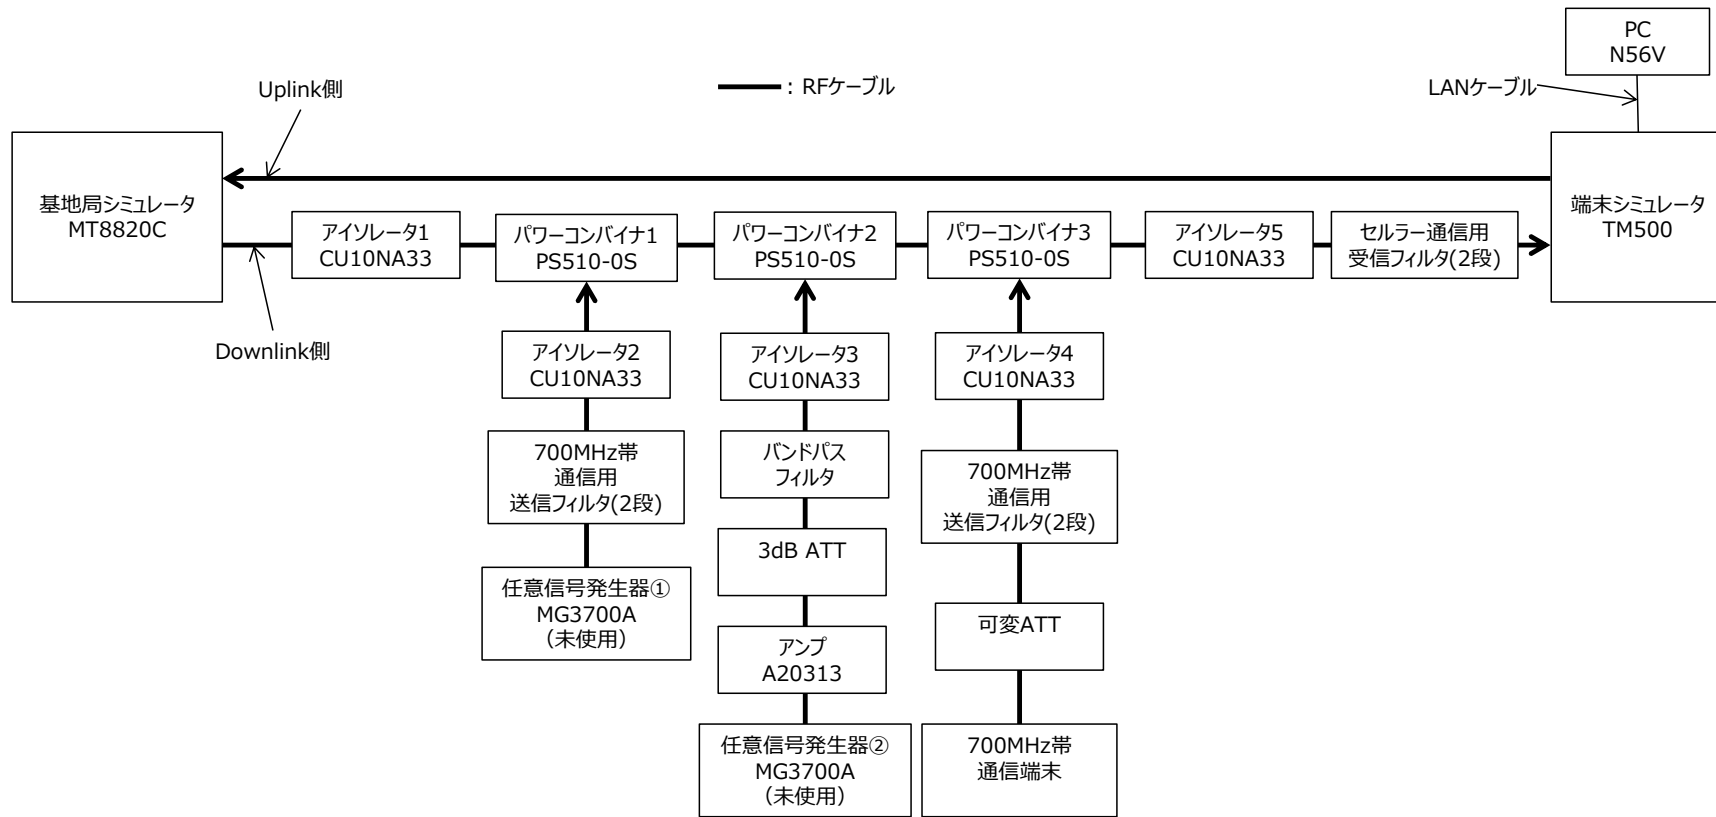 PC
N56V
Uplink側
: RFケーブル
LANケーブル
基地局シミュレータ
MT8820C
端末シミュレータ
TM500
アイソレータ1
CU10NA33
パワーコンバイナ1
PS510-0S
パワーコンバイナ2
PS510-0S
パワーコンバイナ3
PS510-0S
アイソレータ5
CU10NA33
セルラー通信用
受信フィルタ(2段)
Downlink側
アイソレータ2
CU10NA33
アイソレータ3
CU10NA33
アイソレータ4
CU10NA33
700MHz帯
通信用
送信フィルタ(2段)
バンドパス
フィルタ
700MHz帯
通信用
送信フィルタ(2段)
3dB ATT
任意信号発生器①
MG3700A
(未使用)
可変ATT
アンプ
A20313
任意信号発生器②
MG3700A
(未使用)
700MHz帯
通信端末